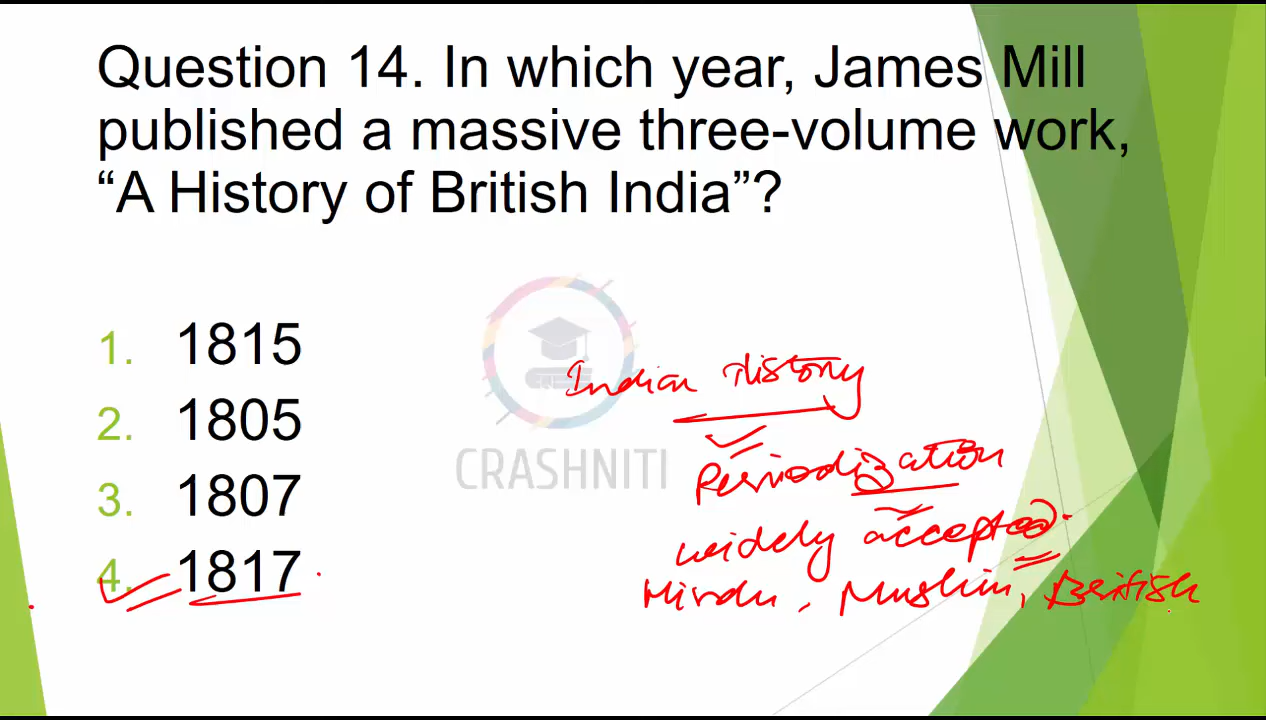 Question 14. In which year, James Mill
published a massive three-volume work,
“A History of British India”?
1. 1815
2. 1805
3. 1807
4. 1817
CRASHNITI
Indian History
Periodization
widely accepted
Hindu, Muslim, British